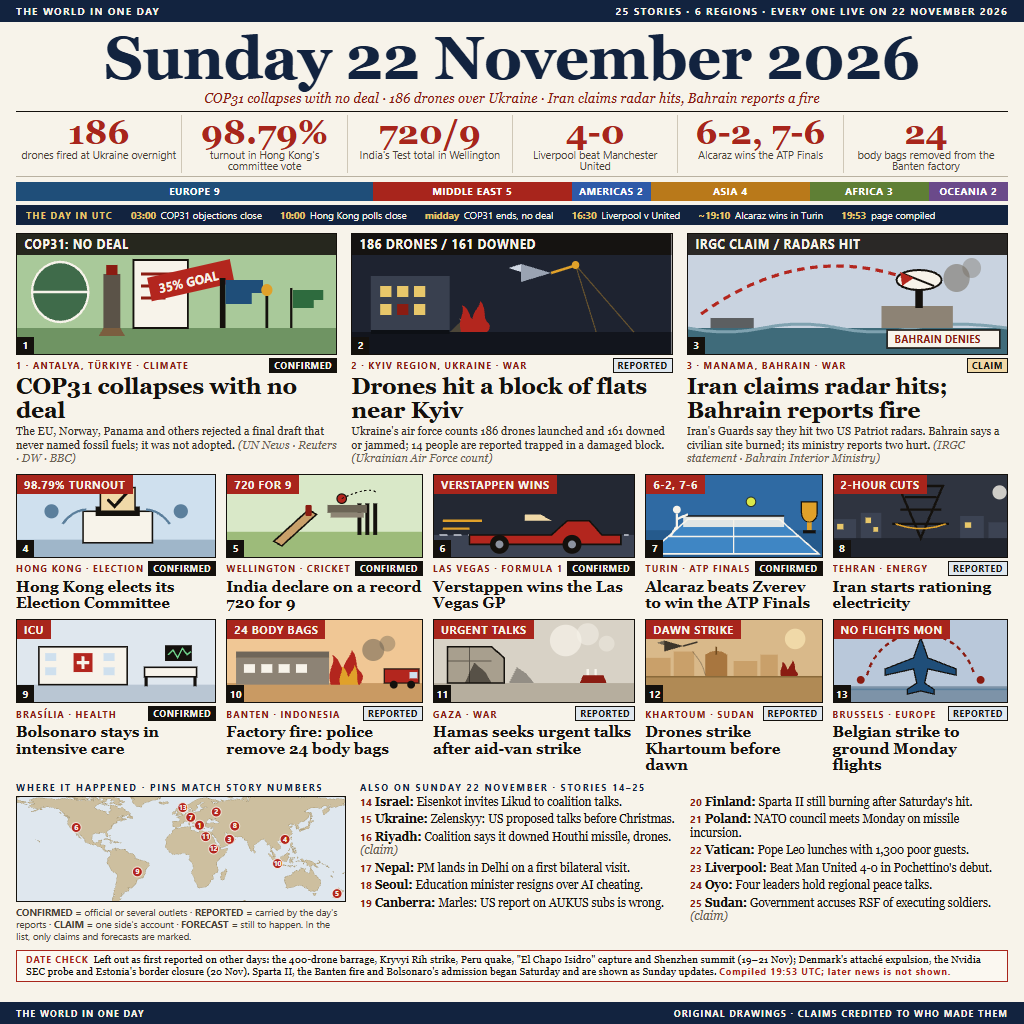 THE WORLD IN ONE DAY
25 STORIES · 6 REGIONS · EVERY ONE LIVE ON 22 NOVEMBER 2026
Sunday 22 November 2026
COP31 collapses with no deal · 186 drones over Ukraine · Iran claims radar hits, Bahrain reports a fire
186
drones fired at Ukraine overnight
98.79%
turnout in Hong Kong's
committee vote
720/9
India's Test total in Wellington
4-0
Liverpool beat Manchester
United
6-2, 7-6
Alcaraz wins the ATP Finals
24
body bags removed from the
Banten factory
EUROPE 9
MIDDLE EAST 5
AMERICAS 2
ASIA 4
AFRICA 3
OCEANIA 2
THE DAY IN UTC 03:00 COP31 objections close 10:00 Hong Kong polls close midday COP31 ends, no deal 16:30 Liverpool v United ~19:10 Alcaraz wins in Turin 19:53 page compiled
COP31: NO DEAL
35% GOAL
1
1 · ANTALYA, TÜRKIYE · CLIMATE
CONFIRMED
COP31 collapses with no
deal
The EU, Norway, Panama and others rejected a final draft that
never named fossil fuels; it was not adopted. (UN News · Reuters
· DW · BBC)
186 DRONES / 161 DOWNED
2
2 · KYIV REGION, UKRAINE · WAR
REPORTED
Drones hit a block of flats
near Kyiv
Ukraine's air force counts 186 drones launched and 161 downed
or jammed; 14 people are reported trapped in a damaged block.
(Ukrainian Air Force count)
IRGC CLAIM / RADARS HIT
BAHRAIN DENIES
3
3 · MANAMA, BAHRAIN · WAR
CLAIM
Iran claims radar hits;
Bahrain reports fire
Iran's Guards say they hit two US Patriot radars. Bahrain says a
civilian site burned; its ministry reports two hurt. (IRGC
statement · Bahrain Interior Ministry)
98.79% TURNOUT
4
HONG KONG · ELECTION
CONFIRMED
Hong Kong elects its
Election Committee
720 FOR 9
5
WELLINGTON · CRICKET
CONFIRMED
India declare on a record
720 for 9
VERSTAPPEN WINS
6
LAS VEGAS · FORMULA 1
CONFIRMED
Verstappen wins the Las
Vegas GP
6-2, 7-6
7
TURIN · ATP FINALS
CONFIRMED
Alcaraz beats Zverev
to win the ATP Finals
2-HOUR CUTS
8
TEHRAN · ENERGY
REPORTED
Iran starts rationing
electricity
ICU
9
BRASÍLIA · HEALTH
CONFIRMED
Bolsonaro stays in
intensive care
24 BODY BAGS
10
BANTEN · INDONESIA
REPORTED
Factory fire: police
remove 24 body bags
URGENT TALKS
11
GAZA · WAR
REPORTED
Hamas seeks urgent talks
after aid-van strike
DAWN STRIKE
12
KHARTOUM · SUDAN
REPORTED
Drones strike
Khartoum before
dawn
NO FLIGHTS MON
13
BRUSSELS · EUROPE
REPORTED
Belgian strike to
ground Monday
flights
WHERE IT HAPPENED · PINS MATCH STORY NUMBERS
13
7
2
1
8
6
11
3
4
12
10
9
5
CONFIRMED = official or several outlets · REPORTED = carried by the day's
reports · CLAIM = one side's account · FORECAST = still to happen. In the
list, only claims and forecasts are marked.
ALSO ON SUNDAY 22 NOVEMBER · STORIES 14–25
14 Israel: Eisenkot invites Likud to coalition talks.
15 Ukraine: Zelenskyy: US proposed talks before Christmas.
16 Riyadh: Coalition says it downed Houthi missile, drones.
(claim)
17 Nepal: PM lands in Delhi on a first bilateral visit.
18 Seoul: Education minister resigns over AI cheating.
19 Canberra: Marles: US report on AUKUS subs is wrong.
20 Finland: Sparta II still burning after Saturday's hit.
21 Poland: NATO council meets Monday on missile
incursion.
22 Vatican: Pope Leo lunches with 1,300 poor guests.
23 Liverpool: Beat Man United 4-0 in Pochettino's debut.
24 Oyo: Four leaders hold regional peace talks.
25 Sudan: Government accuses RSF of executing soldiers.
(claim)
DATE CHECK Left out as first reported on other days: the 400-drone barrage, Kryvyi Rih strike, Peru quake, "El Chapo Isidro" capture and Shenzhen summit (19–21 Nov); Denmark's attaché expulsion, the Nvidia
SEC probe and Estonia's border closure (20 Nov). Sparta II, the Banten fire and Bolsonaro's admission began Saturday and are shown as Sunday updates. Compiled 19:53 UTC; later news is not shown.
THE WORLD IN ONE DAY
ORIGINAL DRAWINGS · CLAIMS CREDITED TO WHO MADE THEM